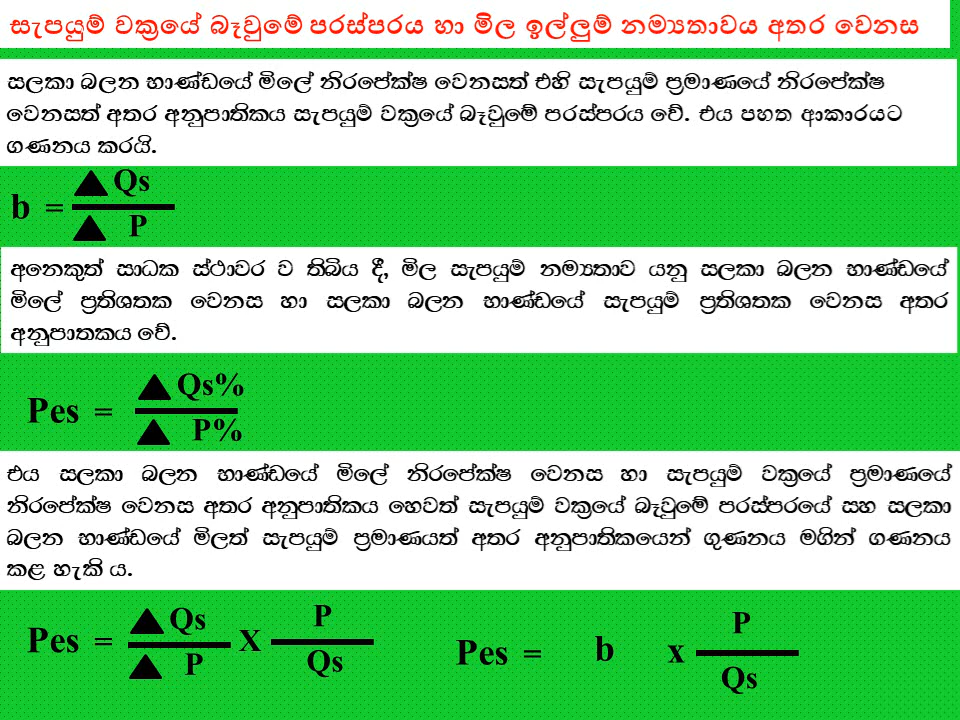 සැපයුම් වක්‍රයේ බෑවුමේ පරස්පරය හා මිල ඉල්ලුම් නම්‍යතාවය අතර වෙනස
සලකා බලන භාණ්ඩයේ මිලේ නිරපේක්ෂ වෙනසත් එහි සැපයුම් ප්‍රමාණයේ නිරපේක්ෂ
වෙනසත් අතර අනුපාතිකය සැපයුම් වක්‍රයේ බෑවුමේ පරස්පරය වේ. එය පහත ආකාරයට
ගණනය කරයි.
▲ Qs
b =
▲ P
අනෙකුත් සාධක ස්ථාවර ව තිබිය දී, මිල සැපයුම් නම්‍යතාව යනු සලකා බලන භාණ්ඩයේ
මිලේ ප්‍රතිශතක වෙනස හා සලකා බලන භාණ්ඩයේ සැපයුම් ප්‍රතිශතක වෙනස අතර
අනුපාතකය වේ.
▲ Qs%
Pes =
▲ P%
එය සලකා බලන භාණ්ඩයේ මිලේ නිරපේක්ෂ වෙනස හා සැපයුම් වක්‍රයේ ප්‍රමාණයේ
නිරපේක්ෂ වෙනස අතර අනුපාතිකය හෙවත් සැපයුම් වක්‍රයේ බෑවුමේ පරස්පරයේ සහ සලකා
බලන භාණ්ඩයේ මිලත් සැපයුම් ප්‍රමාණයත් අතර අනුපාතිකයෙන් ගුණනය මගින් ගණනය
කළ හැකි ය.
▲ Qs P
Pes = X
▲ P Qs
P
Pes = b x
Qs